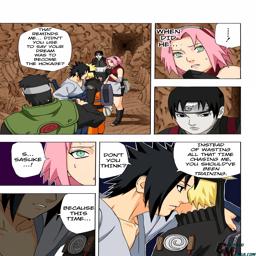 THAT
REMINDS
ME... DIDN'T
YOU USE
TO SAY YOUR
DREAM
WAS TO
BECOME
THE HOKAGE?
WHEN
DID
HE...
...!
S...
SASUKE
...!
BECAUSE
THIS
TIME...
DON'T
YOU
THINK?
INSTEAD OF
WASTING
ALL THAT TIME
CHASING ME,
YOU SHOULD'VE
BEEN
TRAINING.